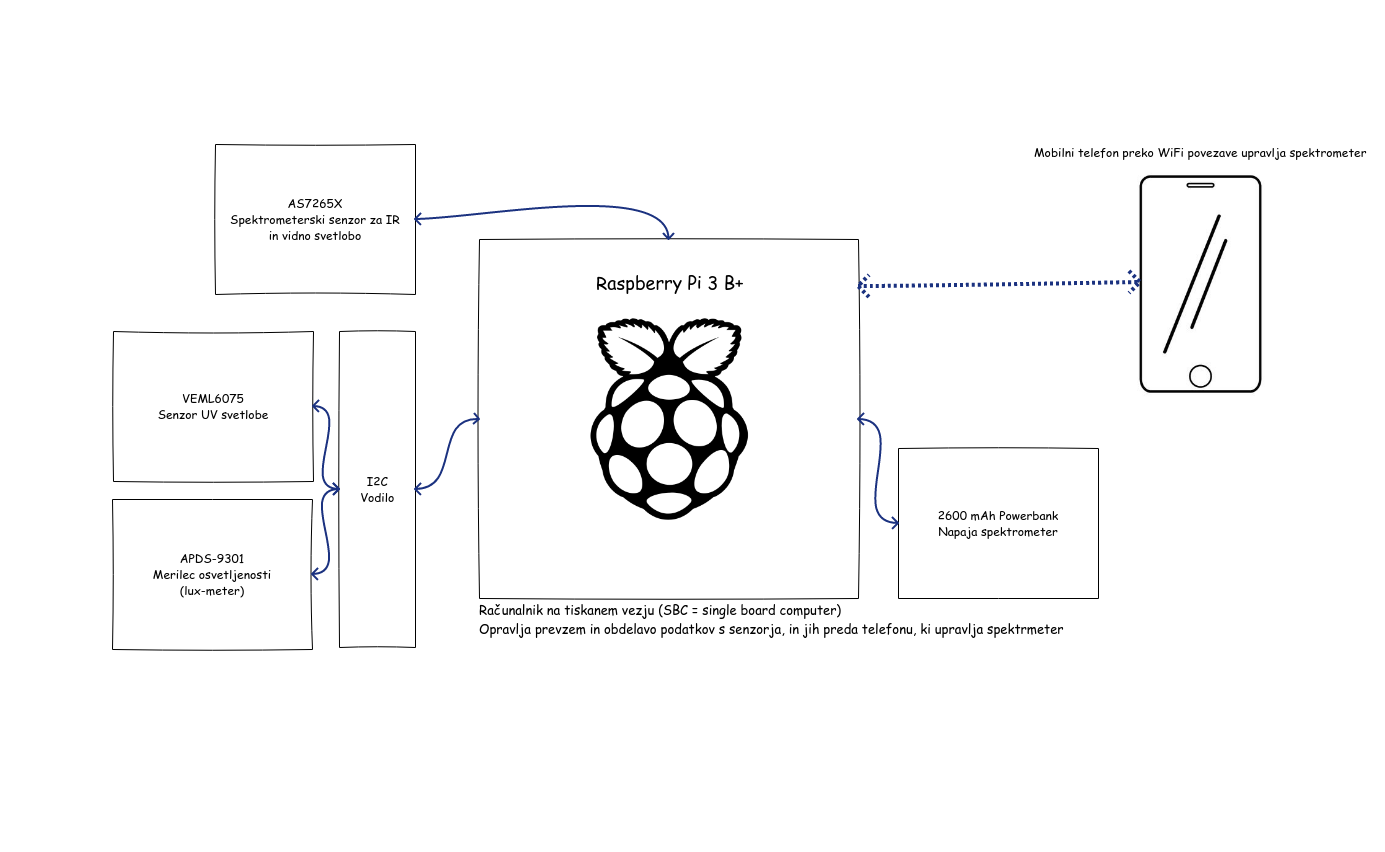 Mobilni telefon preko WiFi povezave upravlja spektrometer
AS7265X
Spektrometerski senzor za IR
in vidno svetlobo
Raspberry Pi 3 B+
VEML6075
Senzor UV svetlobe
I2C
Vodilo
APDS-9301
Merilec osvetljenosti
(lux-meter)
2600 mAh Powerbank
Napaja spektrometer
Računalnik na tiskanem vezju (SBC = single board computer)
Opravlja prevzem in obdelavo podatkov s senzorja, in jih preda telefonu, ki upravlja spektrmeter